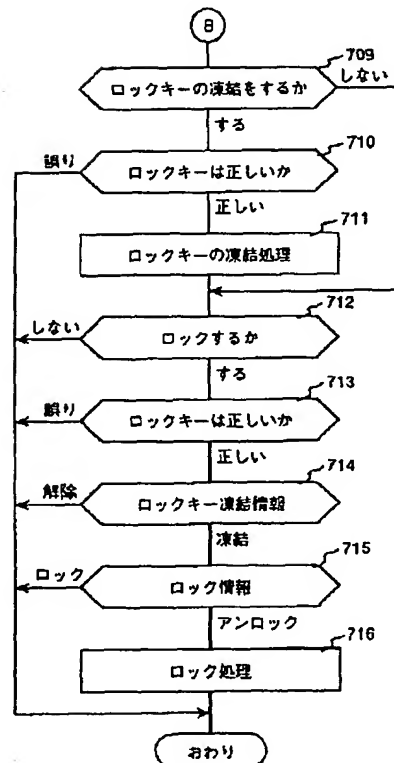 B
709
ロックキーの凍結をするか
しない
する
710
誤り
ロックキーは正しいか
正しい
711
ロックキーの凍結処理
712
しない
ロックするか
する
713
誤り
ロックキーは正しいか
正しい
714
解除
ロックキー凍結情報
凍結
715
ロック
ロック情報
アンロック
716
ロック処理
おわり